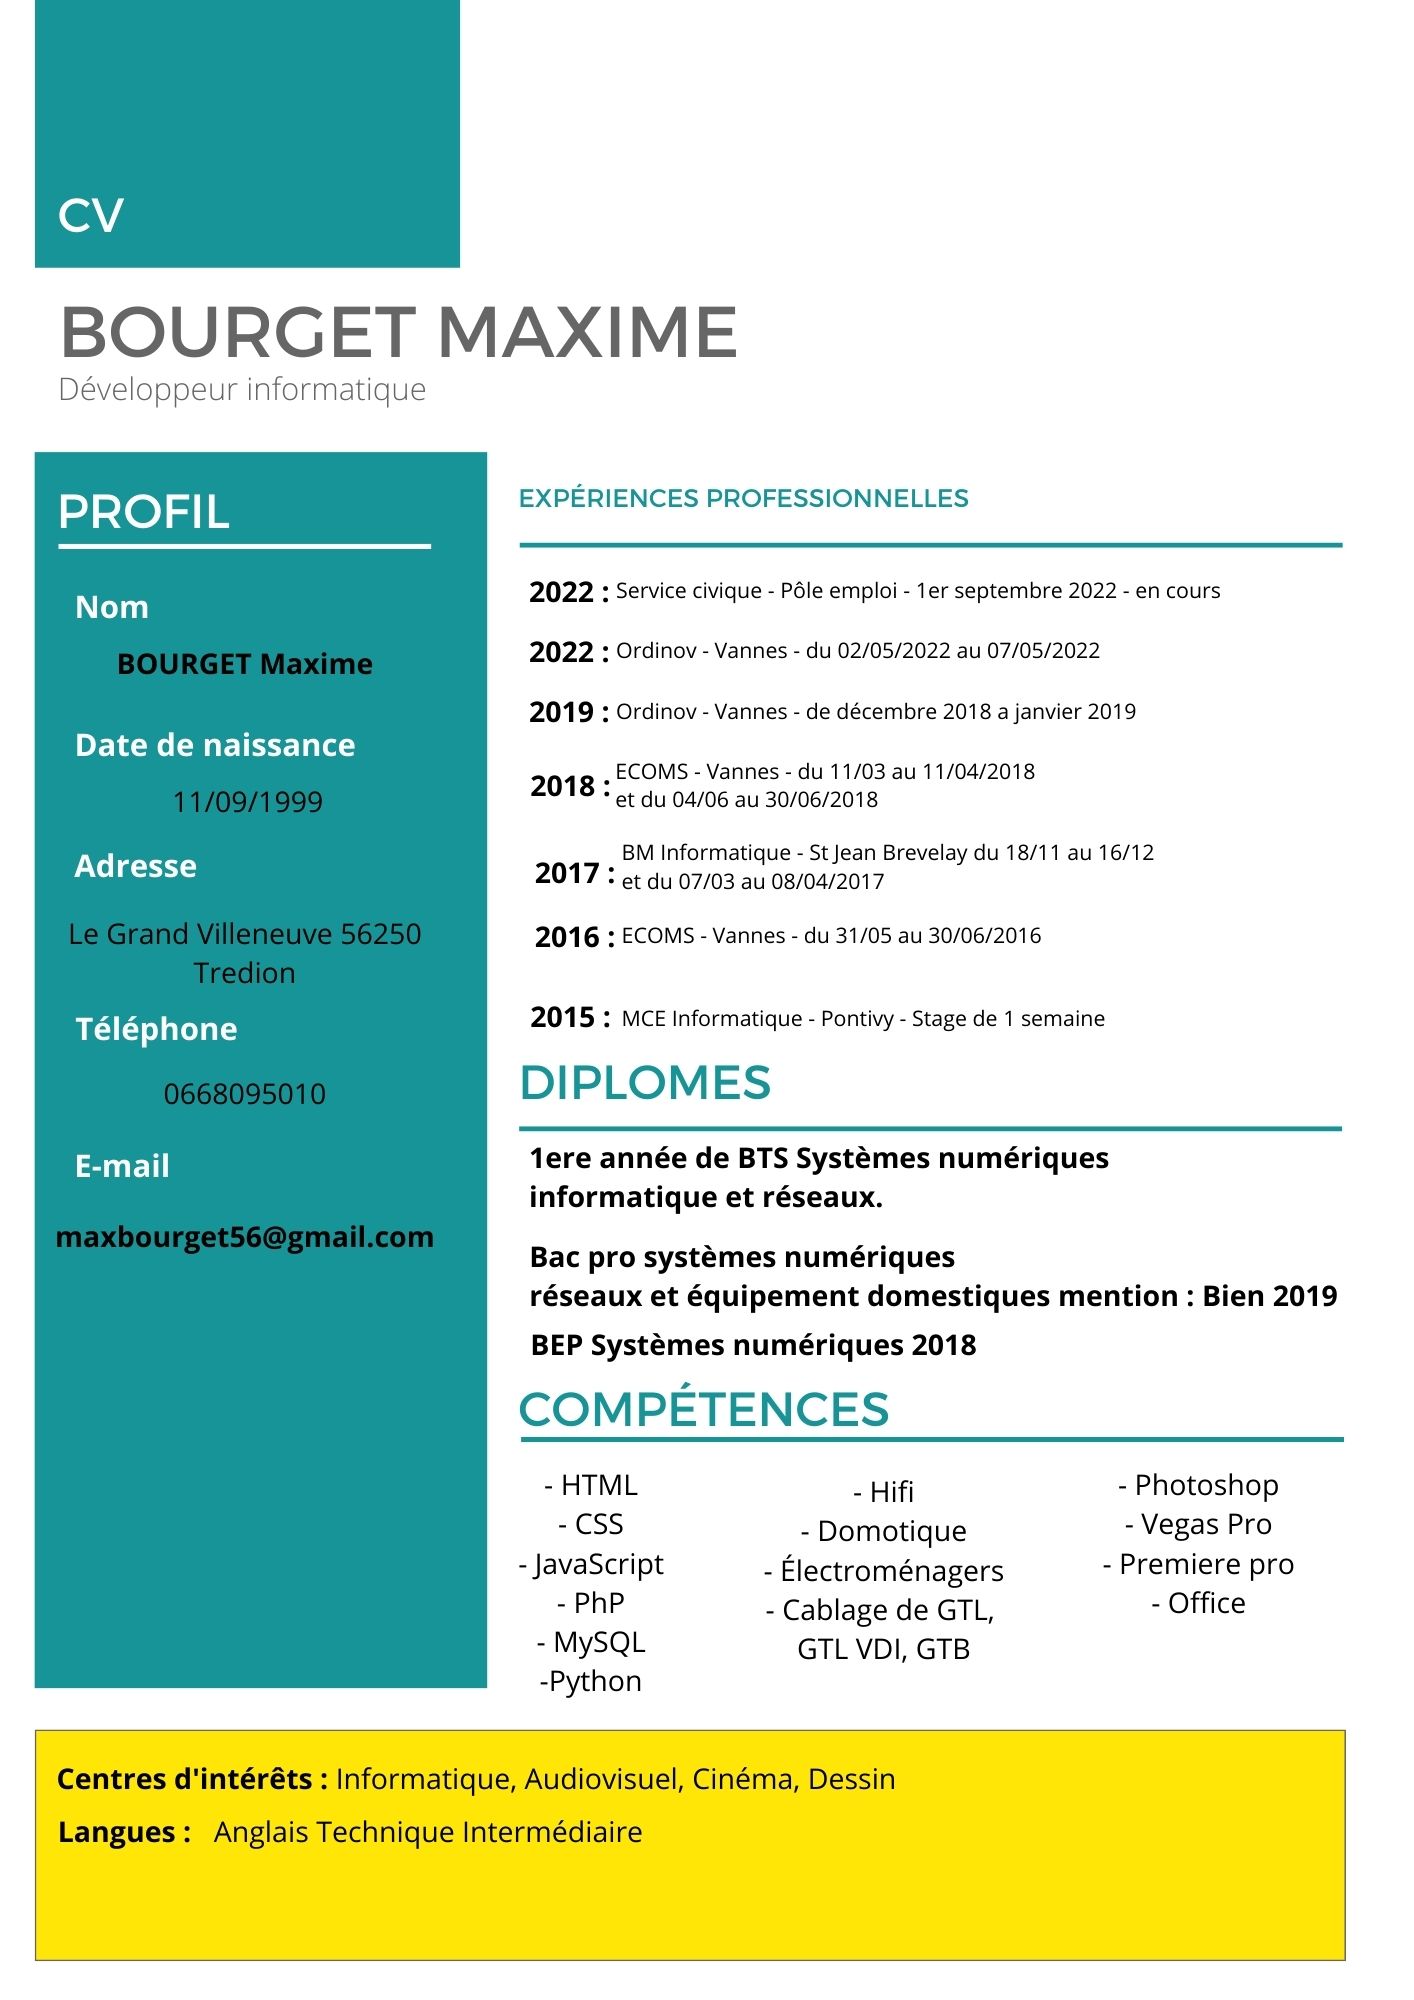 CV
BOURGET MAXIME
Développeur informatique
PROFIL
Nom
BOURGET Maxime
Date de naissance
11/09/1999
Adresse
Le Grand Villeneuve 56250
Tredion
Téléphone
0668095010
E-mail
maxbourget56@gmail.com
EXPÉRIENCES PROFESSIONNELLES
2022 : Service civique - Pôle emploi - 1er septembre 2022 - en cours
2022 : Ordinov - Vannes - du 02/05/2022 au 07/05/2022
2019 : Ordinov - Vannes - de décembre 2018 a janvier 2019
2018 : ECOMS - Vannes - du 11/03 au 11/04/2018
et du 04/06 au 30/06/2018
2017 : BM Informatique - St Jean Brevelay du 18/11 au 16/12
et du 07/03 au 08/04/2017
2016 : ECOMS - Vannes - du 31/05 au 30/06/2016
2015 : MCE Informatique - Pontivy - Stage de 1 semaine
DIPLOMES
1ere année de BTS Systèmes numériques
informatique et réseaux.
Bac pro systèmes numériques
réseaux et équipement domestiques mention : Bien 2019
BEP Systèmes numériques 2018
COMPÉTENCES
- HTML
- CSS
- JavaScript
- PhP
- MySQL
-Python
- Hifi
- Domotique
- Électroménagers
- Cablage de GTL,
GTL VDI, GTB
- Photoshop
- Vegas Pro
- Premiere pro
- Office
Centres d'intérêts : Informatique, Audiovisuel, Cinéma, Dessin
Langues : Anglais Technique Intermédiaire